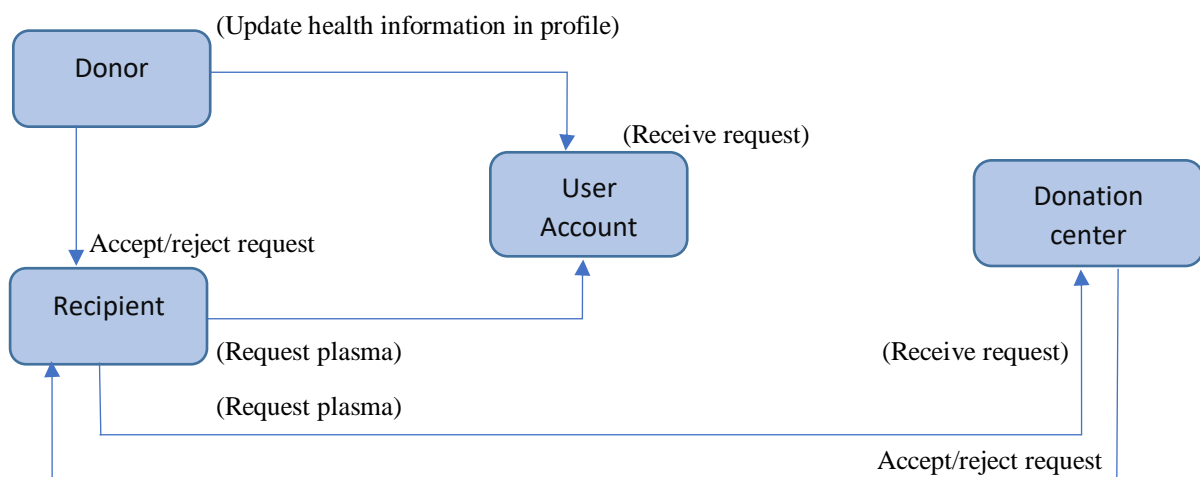 (Update health information in profile)
Donor
(Receive request)
User
Account
Donation
center
Accept/reject request
Recipient
(Request plasma)
(Receive request)
(Request plasma)
Accept/reject request